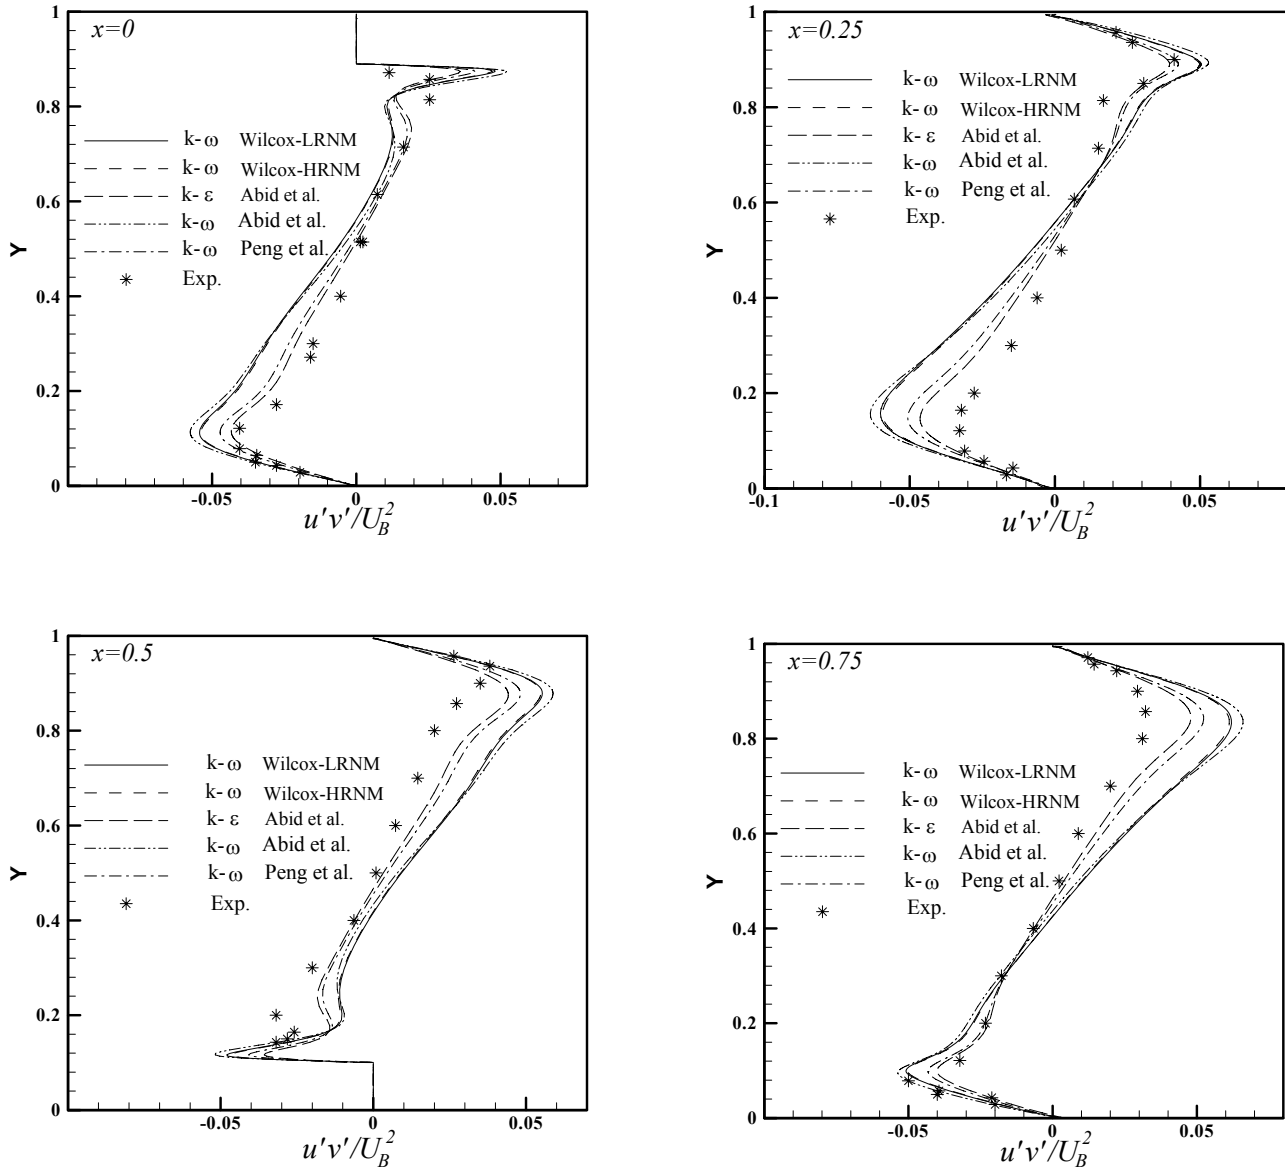 x=0
1
0.8
0.6
0.4
0.2
0
Y
k-ω Wilcox-LRNM
k-ω Wilcox-HRNM
k-ε Abid et al.
k-ω Abid et al.
k-ω Peng et al.
Exp.
-0.05 0 0.05
u'v'/U_B^2
x=0.25
1
0.8
0.6
0.4
0.2
0
Y
k-ω Wilcox-LRNM
k-ω Wilcox-HRNM
k-ε Abid et al.
k-ω Abid et al.
k-ω Peng et al.
Exp.
-0.1 -0.05 0 0.05
u'v'/U_B^2
x=0.5
1
0.8
0.6
0.4
0.2
0
Y
k-ω Wilcox-LRNM
k-ω Wilcox-HRNM
k-ε Abid et al.
k-ω Abid et al.
k-ω Peng et al.
Exp.
-0.05 0 0.05
u'v'/U_B^2
x=0.75
1
0.8
0.6
0.4
0.2
0
Y
k-ω Wilcox-LRNM
k-ω Wilcox-HRNM
k-ε Abid et al.
k-ω Abid et al.
k-ω Peng et al.
Exp.
-0.05 0 0.05
u'v'/U_B^2